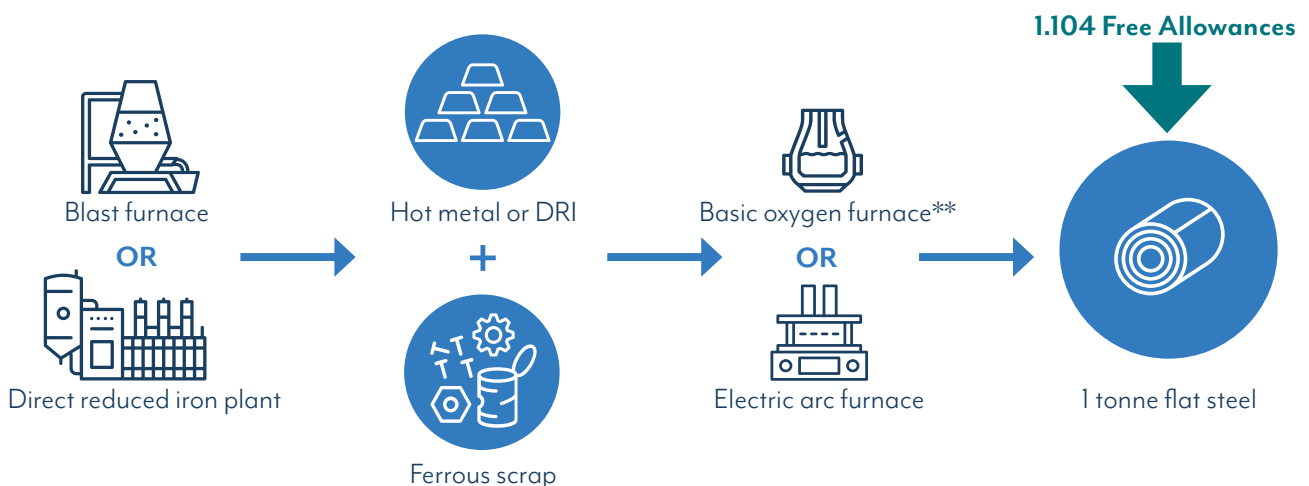 1.104 Free Allowances
Blast furnace
OR
Direct reduced iron plant
Hot metal or DRI
+
Ferrous scrap
Basic oxygen furnace**
OR
Electric arc furnace
1 tonne flat steel